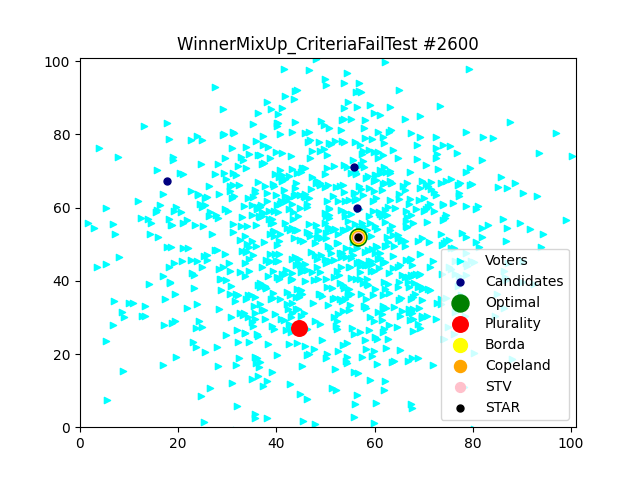 WinnerMixUp_CriteriaFailTest #2600
100
80
60
40
20
0
0 20 40 60 80 100
Voters
Candidates
Optimal
Plurality
Borda
Copeland
STV
STAR